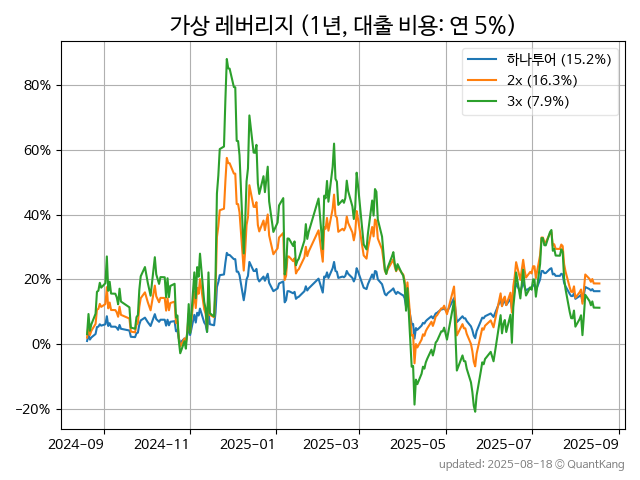 가상 레버리지 (1년, 대출 비용: 연 5%)
하나투어 (15.2%)
2x (16.3%)
3x (7.9%)
80%
60%
40%
20%
0%
−20%
2024-09
2024-11
2025-01
2025-03
2025-05
2025-07
2025-09
updated: 2025-08-18 © QuantKang